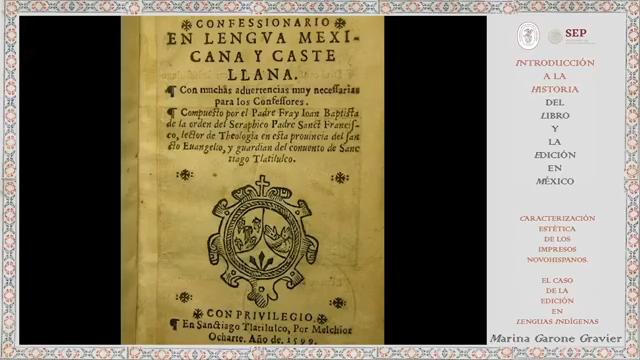 CONFESSIONARIO
EN LENGVA MEXI-
CANA Y CASTE
LLANA.
¶ Con muchas aduertencias muy necessarias
para los Confessores.
¶ Compuesto por el Padre Fray Ioan Baptista
de la orden del Seraphico Padre Sanct Francis-
co, lector de Theologia en esta prouincia del san
cto Euangelio, y guardian del conuento de Sanc
tiago Tlatilulco.
CON PRIVILEGIO.
¶ En Sanctiago Tlatilulco, Por Melchior
Ocharte. Año de. 1599.
SEP
INTRODUCCIÓN
A LA
HISTORIA
DEL
LIBRO
Y
LA
EDICIÓN
EN
MÉXICO
CARACTERIZACIÓN
ESTÉTICA
DE LOS
IMPRESOS
NOVOHISPANOS.
EL CASO
DE LA
EDICIÓN
EN
LENGUAS INDÍGENAS
Marina Garone Gravier